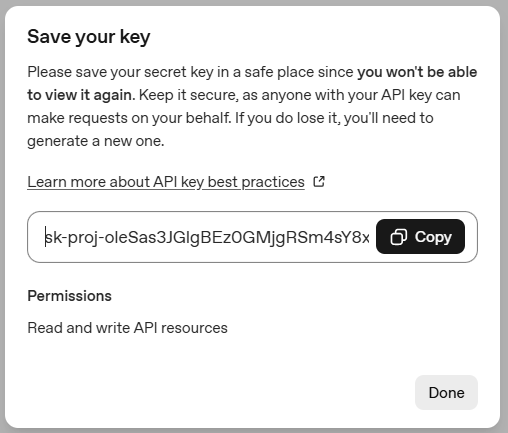 Save your key
Please save your secret key in a safe place since you won't be able
to view it again. Keep it secure, as anyone with your API key can
make requests on your behalf. If you do lose it, you'll need to
generate a new one.
Learn more about API key best practices
sk-proj-oleSas3JGlgBEz0GMjgRSm4sY8x
Copy
Permissions
Read and write API resources
Done